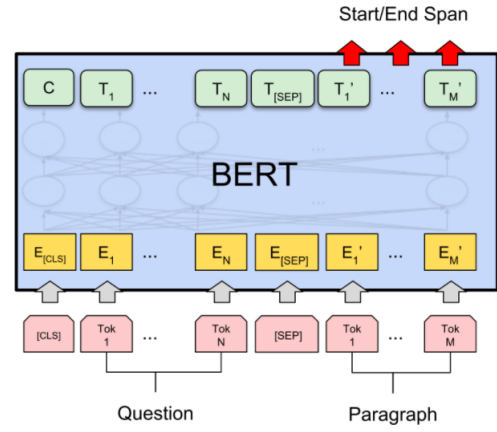 Start/End Span
C T1 ... TN T[SEP] T1' ... TM'
...
BERT
...
E[CLS] E1 ... EN E[SEP] E1' ... EM'
[CLS] Tok 1 ... Tok N [SEP] Tok 1 ... Tok M
Question Paragraph